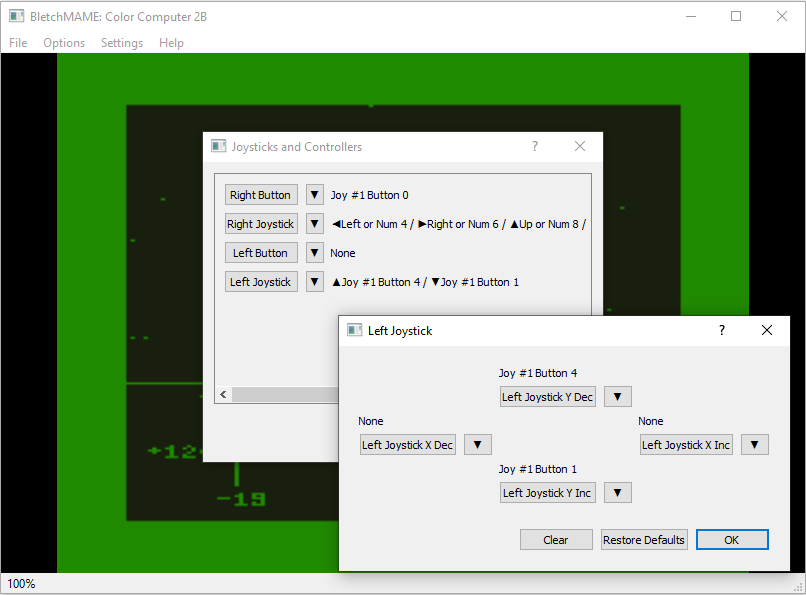 BletchMAME: Color Computer 2B
File Options Settings Help
Joysticks and Controllers ?
Right Button ▼ Joy #1 Button 0
Right Joystick ▼ ◄Left or Num 4 / ►Right or Num 6 / ▲Up or Num 8 /
Left Button ▼ None
Left Joystick ▼ ▲Joy #1 Button 4 / ▼Joy #1 Button 1
Left Joystick ?
Joy #1 Button 4
Left Joystick Y Dec ▼
None None
Left Joystick X Dec ▼ Left Joystick X Inc ▼
Joy #1 Button 1
Left Joystick Y Inc ▼
Clear Restore Defaults OK
+12
-19
100%